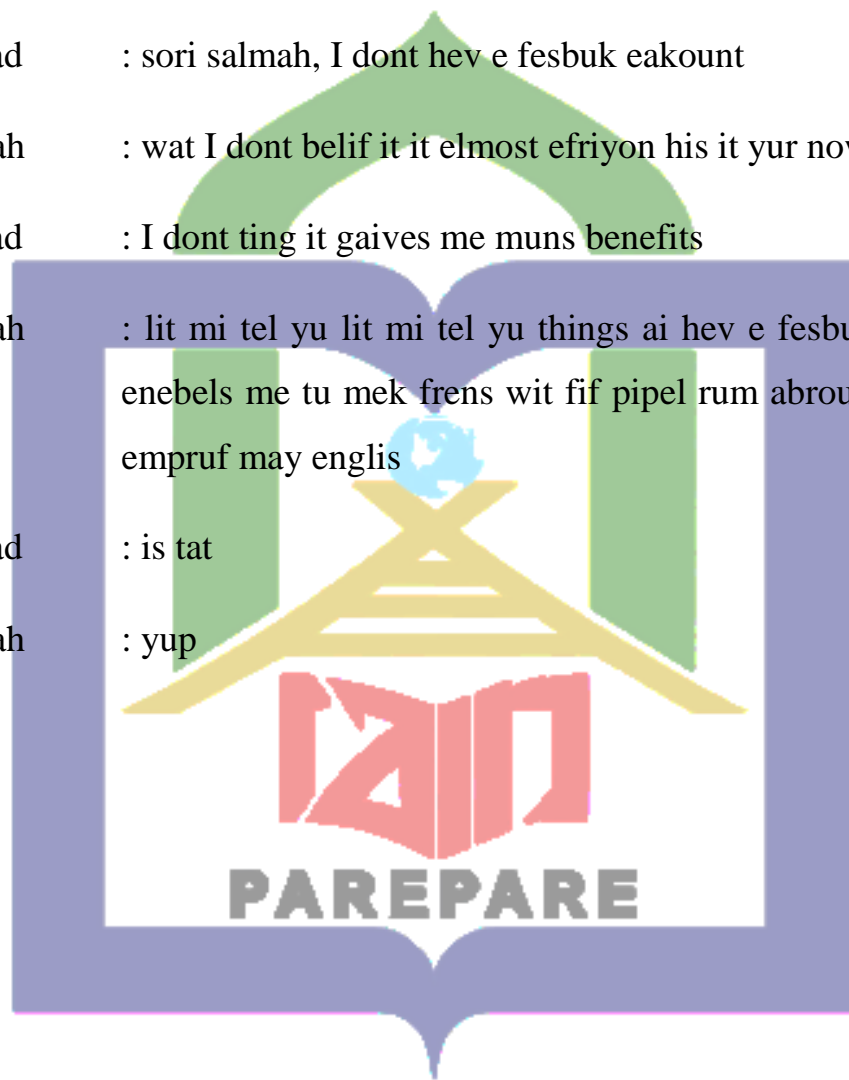 ad : sori salmah, I dont hev e fesbuk eakount
ah : wat I dont belif it it elmost efriyon his it yur nov
ad : I dont ting it gaives me muns benefits
ah : lit mi tel yu lit mi tel yu things ai hev e fesbu
enebels me tu mek frens wit fif pipel rum abrou
empruf may englis
ad : is tat
ah : yup
iain
PAREPARE